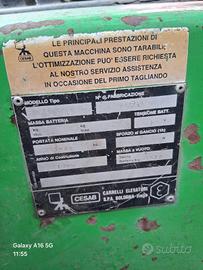 LE PRINCIPALI PRESTAZIONI DI
QUESTA MACCHINA SONO TARABILI.
L'OTTIMIZZAZIONE PUO' ESSERE RICHIESTA
AL NOSTRO SERVIZIO ASSISTENZA
IN OCCASIONE DEL PRIMO TAGLIANDO
CESAB
MODELLO Tipo
N° DI FABBRICAZIONE
MASSA BATTERIA
TENSIONE BATT.
PORTATA NOMINALE
SFORZO AL GANCIO
ANNO di Costruzione
MASSA A VUOTO
CESAB
CARRELLI ELEVATORI
S.P.A. BOLOGNA
Galaxy A16 5G
11:55
subito